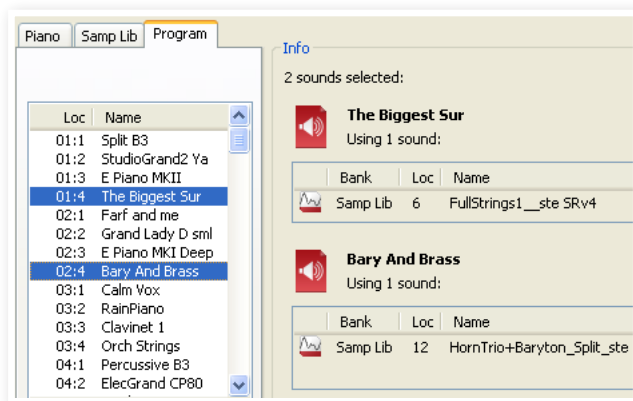 Piano Samp Lib Program
Loc Name
01:1 Split B3
01:2 StudioGrand2 Ya
01:3 E Piano MKII
01:4 The Biggest Sur
02:1 Farf and me
02:2 Grand Lady D sml
02:3 E Piano MKI Deep
02:4 Bary And Brass
03:1 Calm Vox
03:2 RainPiano
03:3 Clavinet 1
03:4 Orch Strings
04:1 Percussive B3
04:2 ElecGrand CP80
Info
2 sounds selected:
The Biggest Sur
Using 1 sound:
Bank Loc Name
Samp Lib 6 FullStrings1__ste SRv4
Bary And Brass
Using 1 sound:
Bank Loc Name
Samp Lib 12 HornTrio+Baryton_Split_ste